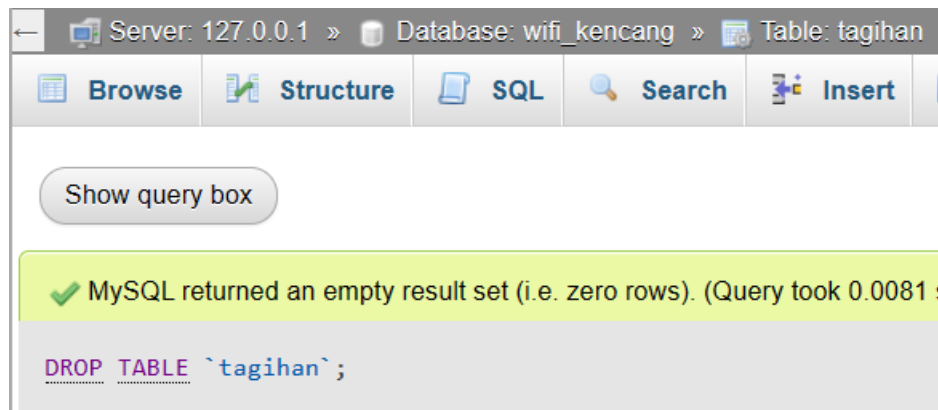 ← Server: 127.0.0.1 » Database: wifi_kencang » Table: tagihan
Browse Structure SQL Search Insert
Show query box
MySQL returned an empty result set (i.e. zero rows). (Query took 0.0081
DROP TABLE `tagihan`;